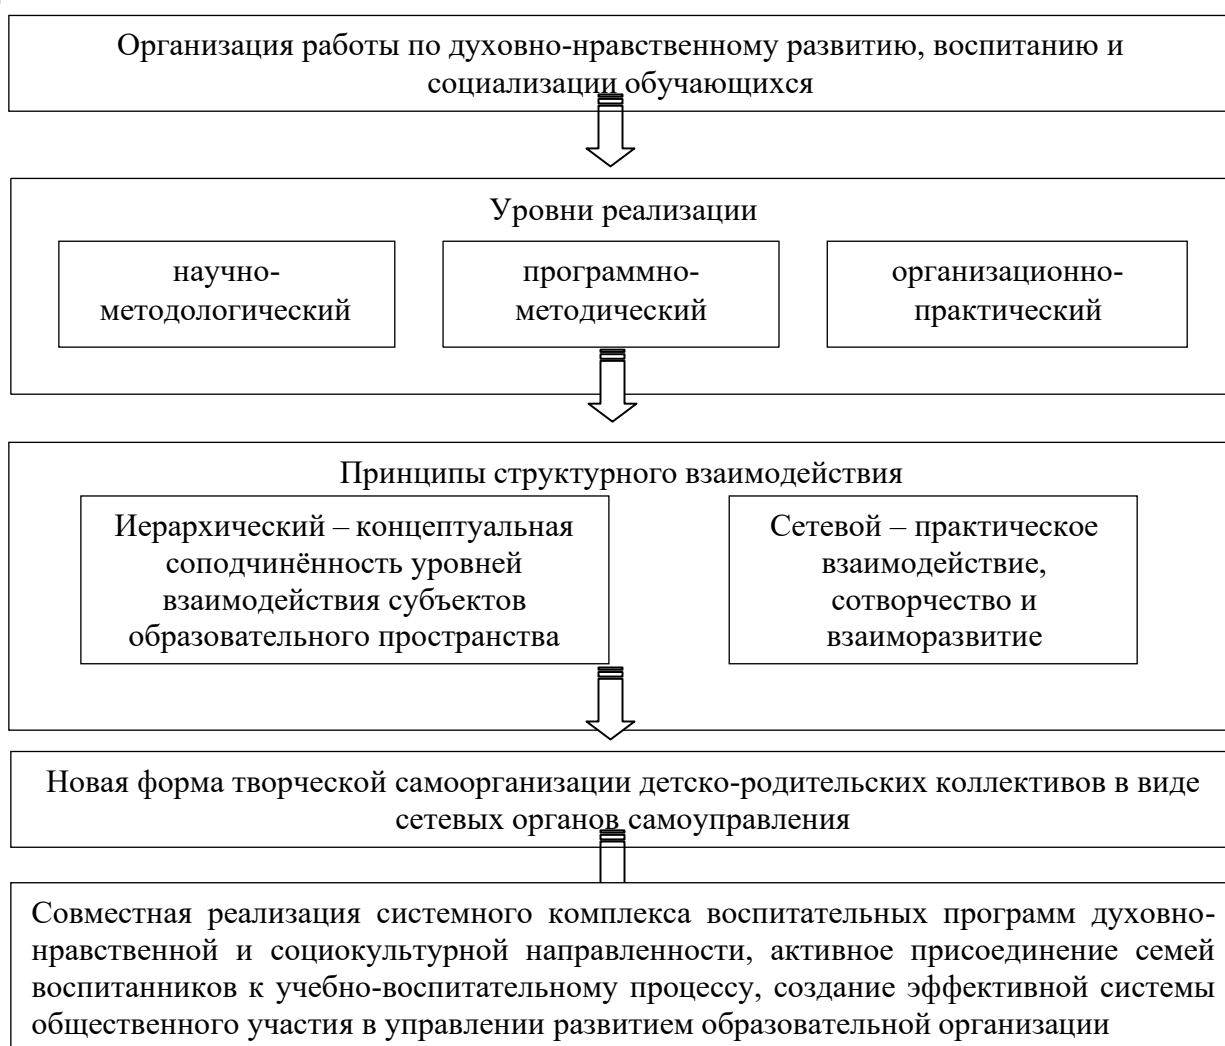 Организация работы по духовно-нравственному развитию, воспитанию и
социализации обучающихся
Уровни реализации
научно-
методологический
программно-
методический
организационно-
практический
Принципы структурного взаимодействия
Иерархический – концептуальная
соподчинённость уровней
взаимодействия субъектов
образовательного пространства
Сетевой – практическое
взаимодействие,
сотворчество и
взаиморазвитие
Новая форма творческой самоорганизации детско-родительских коллективов в виде
сетевых органов самоуправления
Совместная реализация системного комплекса воспитательных программ духовно-
нравственной и социокультурной направленности, активное присоединение семей
воспитанников к учебно-воспитательному процессу, создание эффективной системы
общественного участия в управлении развитием образовательной организации